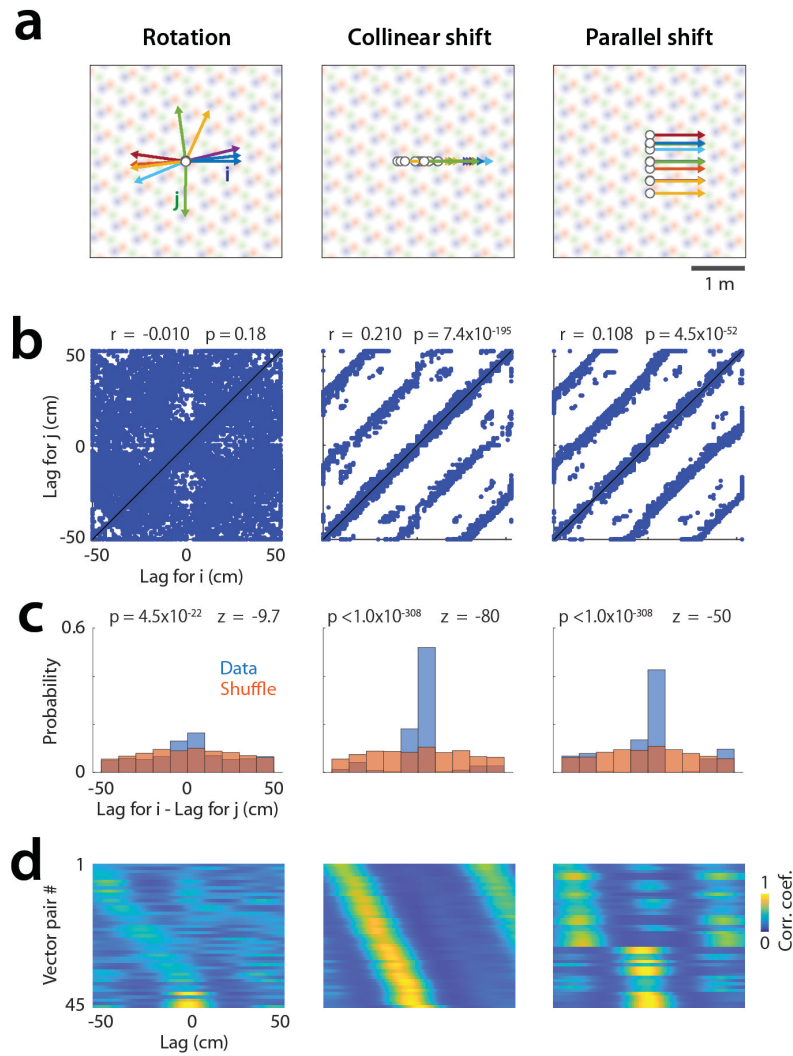 a
Rotation Collinear shift Parallel shift
i
j
1 m
b
r = -0.010 p = 0.18 r = 0.210 p = 7.4x10-195 r = 0.108 p = 4.5x10-52
50
Lag for j (cm)
0
-50
-50 0 50
Lag for i (cm)
c
p = 4.5x10-22 z = -9.7 p <1.0x10-308 z = -80 p <1.0x10-308 z = -50
0.6
Probability
Data
Shuffle
0
-50 0 50
Lag for i - Lag for j (cm)
d
1
Vector pair #
45
-50 0 50
Lag (cm)
1
0
Corr. coef.